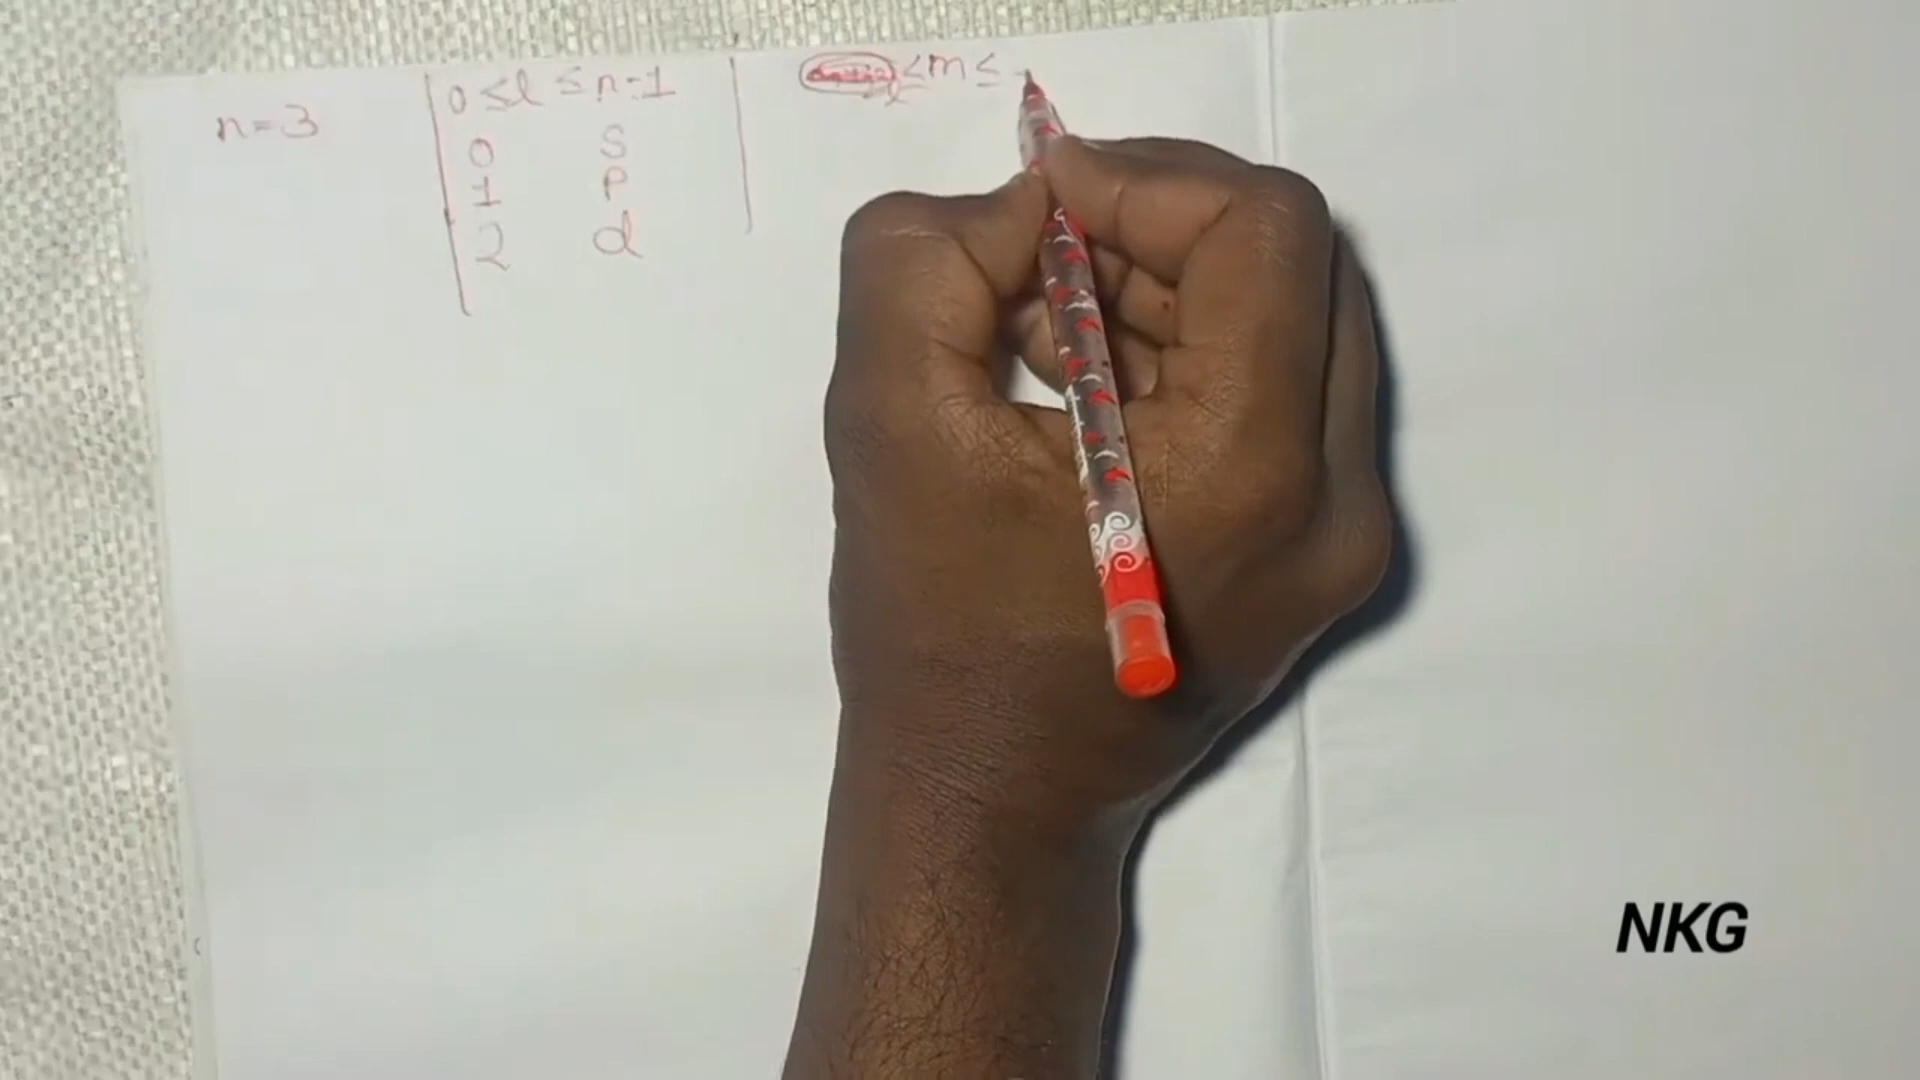 n=3
0 ≤ l ≤ n-1
0 S
1 P
2 d
-l ≤ m ≤
NKG